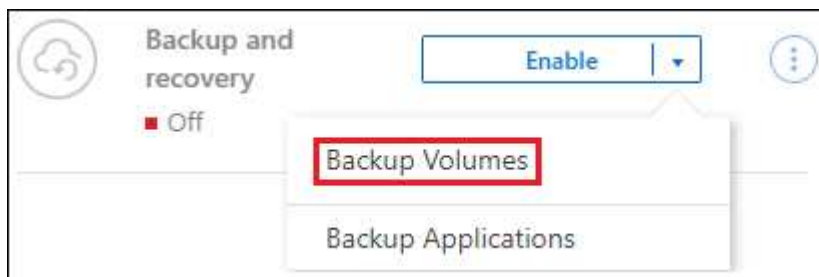 Backup and
recovery
Enable
Off
Backup Volumes
Backup Applications